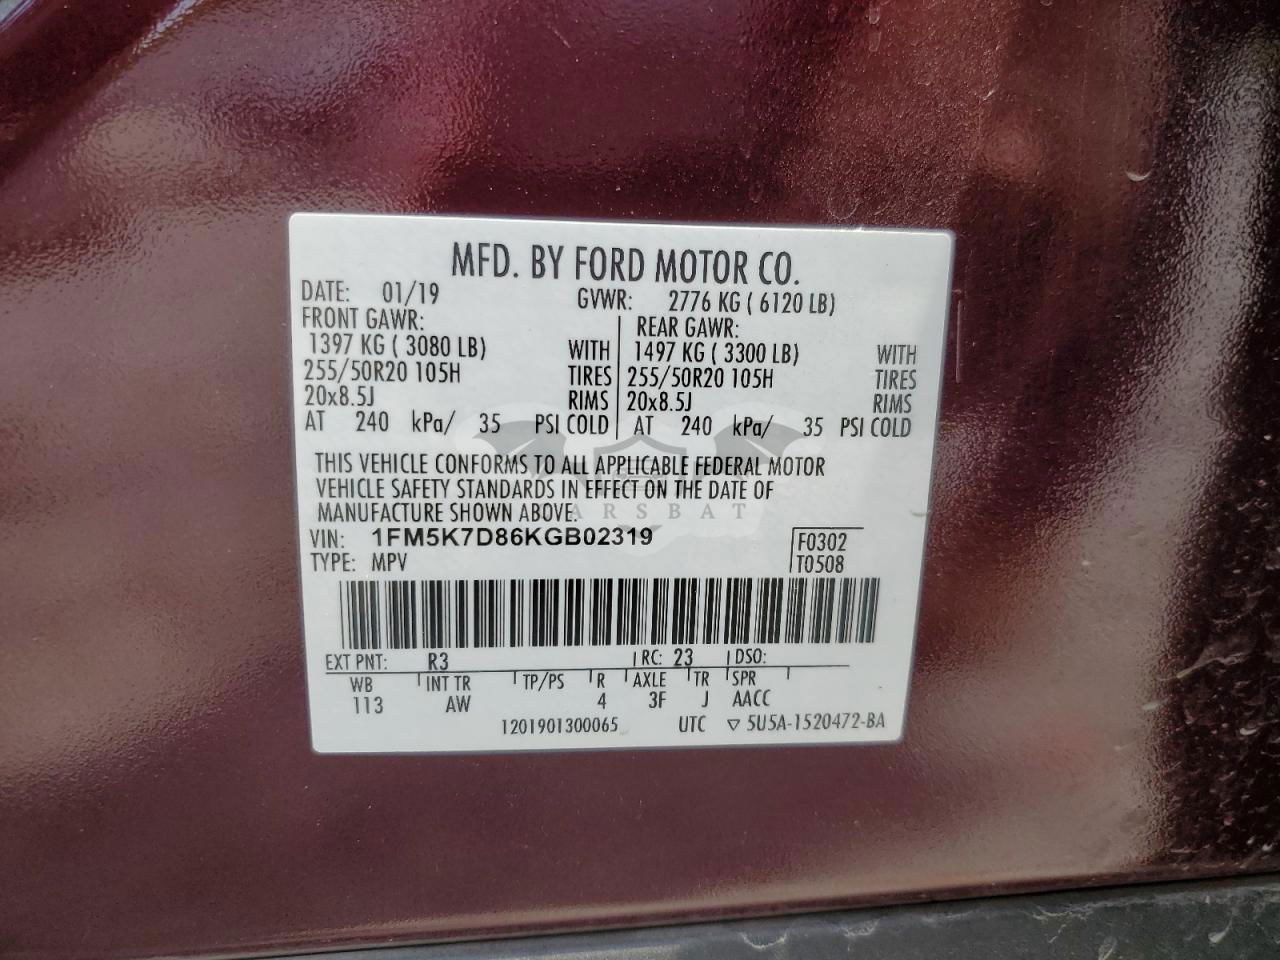 MFD. BY FORD MOTOR CO.
DATE: 01/19 GVWR: 2776 KG ( 6120 LB)
FRONT GAWR: REAR GAWR:
1397 KG ( 3080 LB) WITH 1497 KG ( 3300 LB) WITH
255/50R20 105H TIRES 255/50R20 105H TIRES
20x8.5J RIMS 20x8.5J RIMS
AT 240 kPa/ 35 PSI COLD AT 240 kPa/ 35 PSI COLD
THIS VEHICLE CONFORMS TO ALL APPLICABLE FEDERAL MOTOR
VEHICLE SAFETY STANDARDS IN EFFECT ON THE DATE OF
MANUFACTURE SHOWN ABOVE.
ARSBAT
VIN: 1FM5K7D86KGB02319 F0302
TYPE: MPV T0508
EXT PNT: R3 RC: 23 DSO:
WB INT TR TP/PS R AXLE TR SPR
113 AW 4 3F J AACC
1201901300065 UTC ▽ 5U5A-1520472-BA